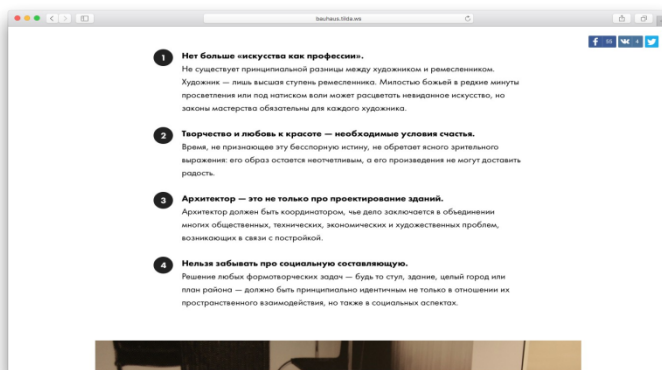 bauhaus.tilda.ws
55
4
1
Нет больше «искусства как профессии».
Не существует принципиальной разницы между художником и ремесленником.
Художник — лишь высшая ступень ремесленника. Милостью божьей в редкие минуты
просветления или под натиском воли может расцветать невиданное искусство, но
законы мастерства обязательны для каждого художника.
2
Творчество и любовь к красоте — необходимые условия счастья.
Время, не признающее эту бесспорную истину, не обретает ясного зрительного
выражения: его образ остается неотчетливым, а его произведения не могут доставить
радость.
3
Архитектор — это не только про проектирование зданий.
Архитектор должен быть координатором, чье дело заключается в объединении
многих общественных, технических, экономических и художественных проблем,
возникающих в связи с постройкой.
4
Нельзя забывать про социальную составляющую.
Решение любых формотворческих задач — будь то стул, здание, целый город или
план района — должно быть принципиально идентичным не только в отношении их
пространственного взаимодействия, но также в социальных аспектах.